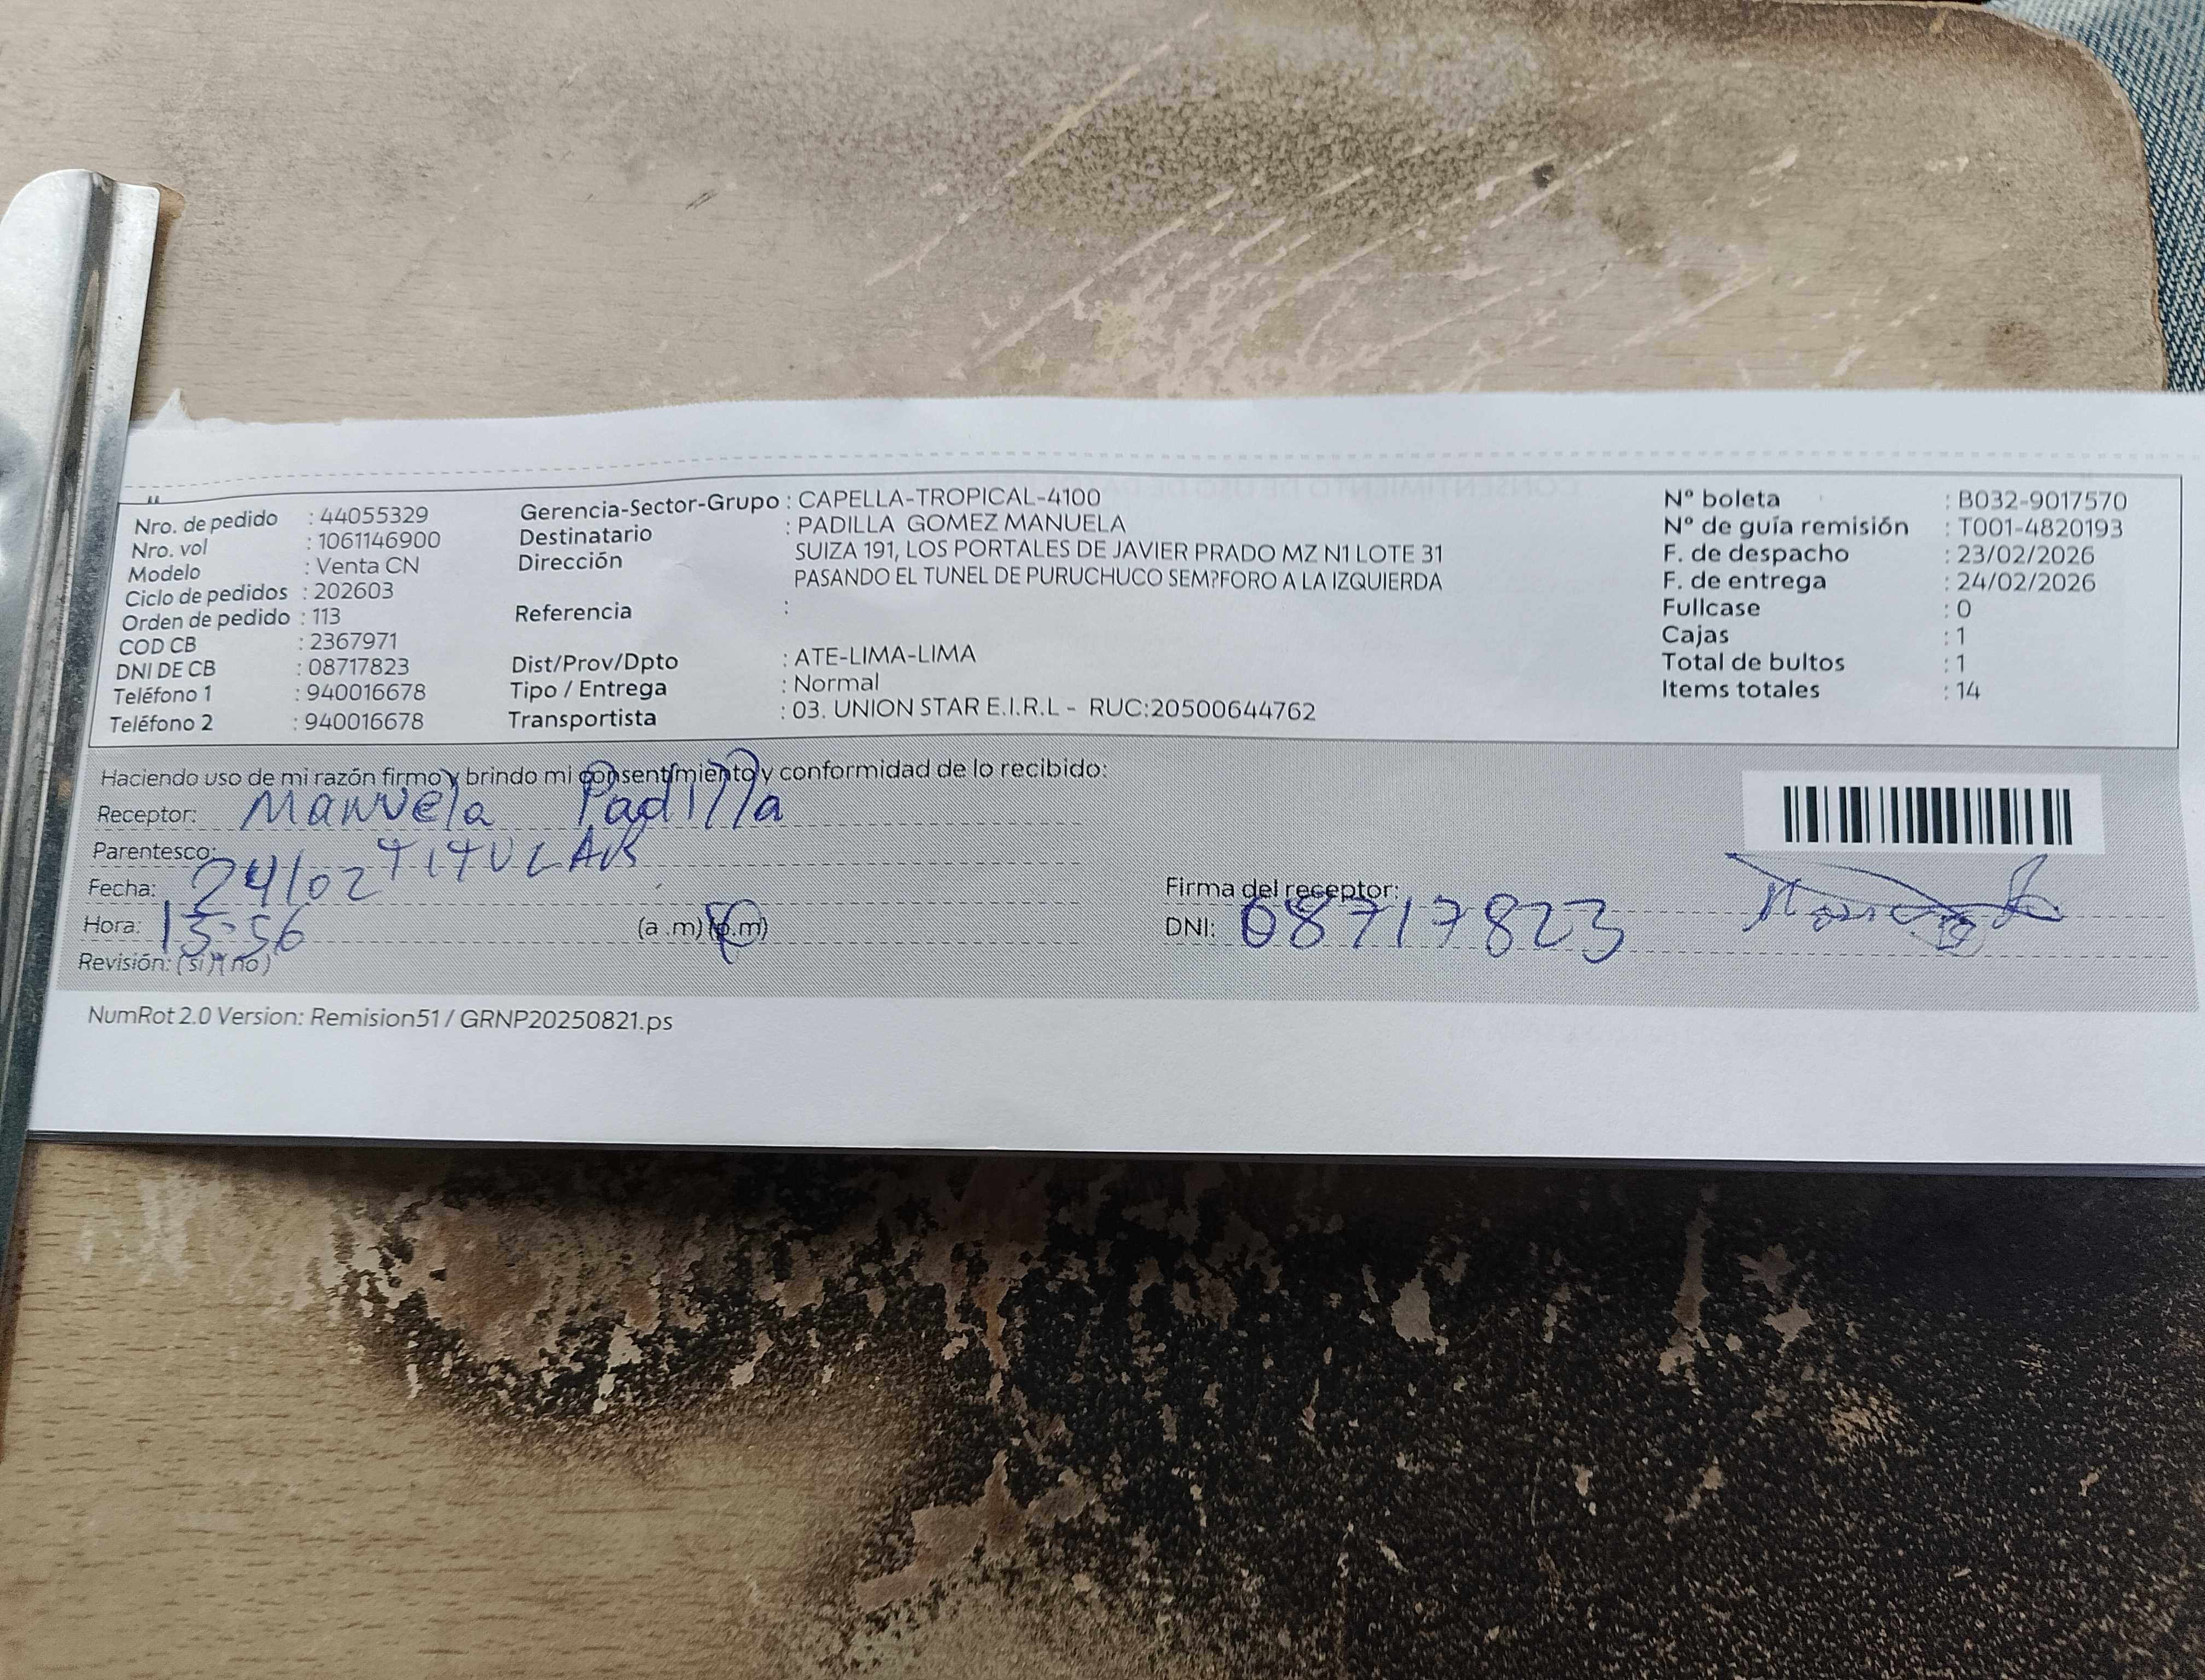 Nro. de pedido : 44055329
Nro. vol : 1061146900
Modelo : Venta CN
Ciclo de pedidos : 202603
Orden de pedido : 113
COD CB : 2367971
DNI DE CB : 08717823
Teléfono 1 : 940016678
Teléfono 2 : 940016678
Gerencia-Sector-Grupo : CAPELLA-TROPICAL-4100
Destinatario : PADILLA GOMEZ MANUELA
Dirección SUIZA 191, LOS PORTALES DE JAVIER PRADO MZ N1 LOTE 31
PASANDO EL TUNEL DE PURUCHUCO SEM?FORO A LA IZQUIERDA
Referencia :
Dist/Prov/Dpto : ATE-LIMA-LIMA
Tipo / Entrega : Normal
Transportista : 03. UNION STAR E.I.R.L - RUC:20500644762
Nº boleta : B032-9017570
Nº de guía remisión : T001-4820193
F. de despacho : 23/02/2026
F. de entrega : 24/02/2026
Fullcase : 0
Cajas : 1
Total de bultos : 1
Items totales : 14
Haciendo uso de mi razón firmo y brindo mi consentimiento y conformidad de lo recibido:
Receptor: Manuela Padilla
Parentesco: TITULAR
Fecha: 24/02
Hora: 13:56 (a .m) (p.m)
Revisión: (si) (no)
Firma del receptor:
DNI: 08717823
NumRot 2.0 Version: Remision51 / GRNP20250821.ps